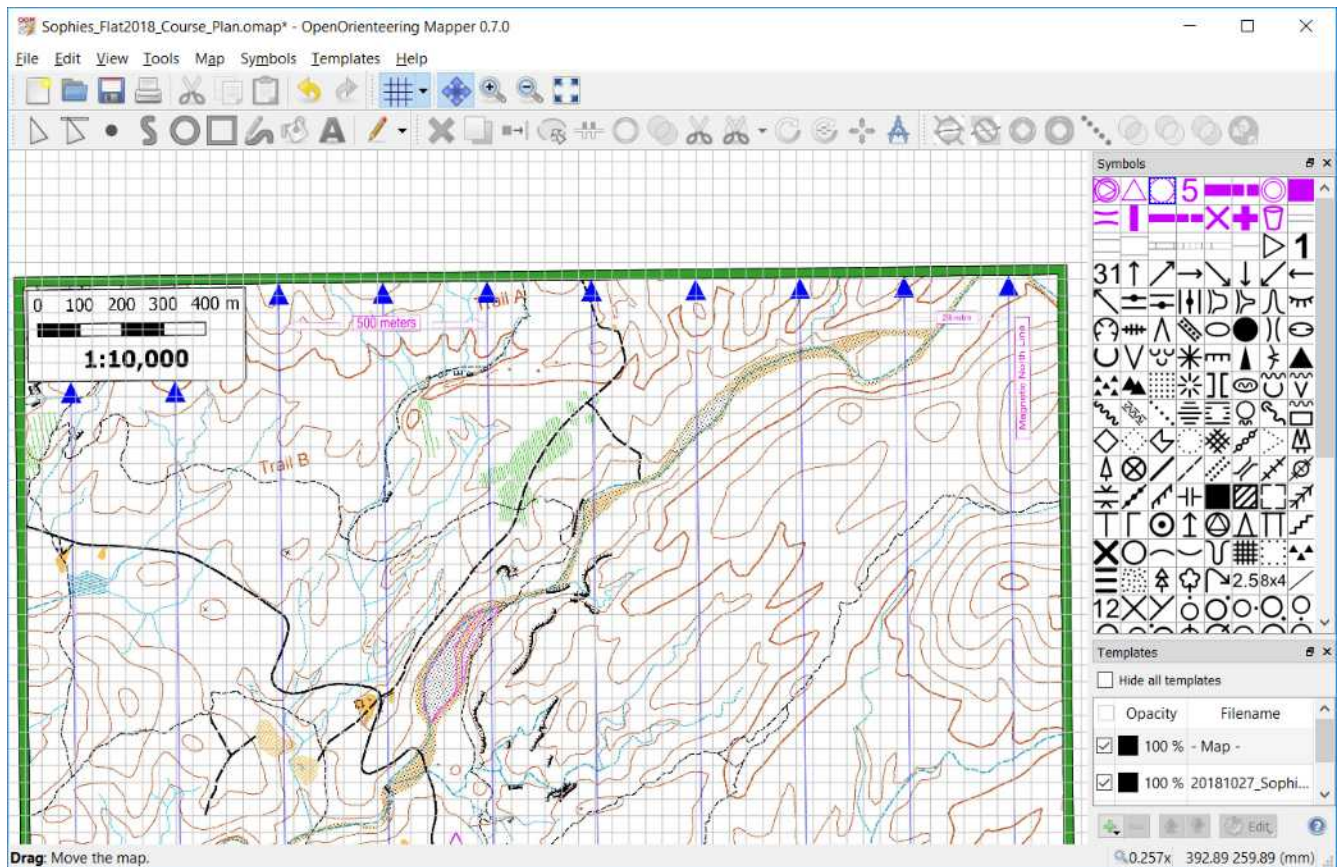 Sophies_Flat2018_Course_Plan.omap* - OpenOrienteering Mapper 0.7.0
File Edit View Tools Map Symbols Templates Help
Symbols
5
1
31
2.5 8x4
12
0 100 200 300 400 m
1:10,000
500 meters
Trail A
Magnetic North Line
Trail B
Templates
Hide all templates
Opacity Filename
100 % - Map -
100 % 20181027_Sophi...
Edit
Drag: Move the map.
0.257x 392.89 259.89 (mm)